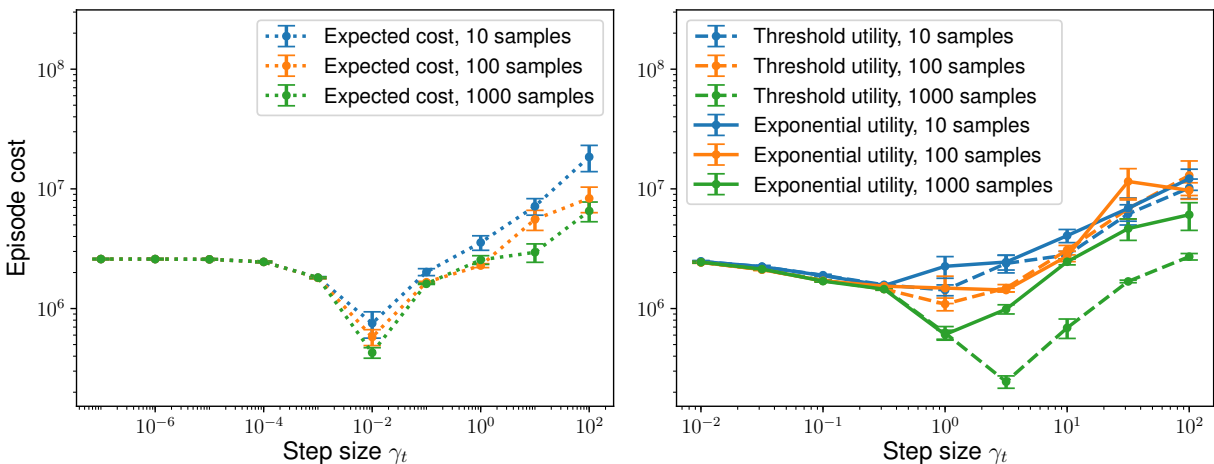 Expected cost, 10 samples
Expected cost, 100 samples
Expected cost, 1000 samples
10^8
10^7
10^6
Episode cost
10^-6
10^-4
10^-2
10^0
10^2
Step size γ_t
Threshold utility, 10 samples
Threshold utility, 100 samples
Threshold utility, 1000 samples
Exponential utility, 10 samples
Exponential utility, 100 samples
Exponential utility, 1000 samples
10^8
10^7
10^6
10^-2
10^-1
10^0
10^1
10^2
Step size γ_t